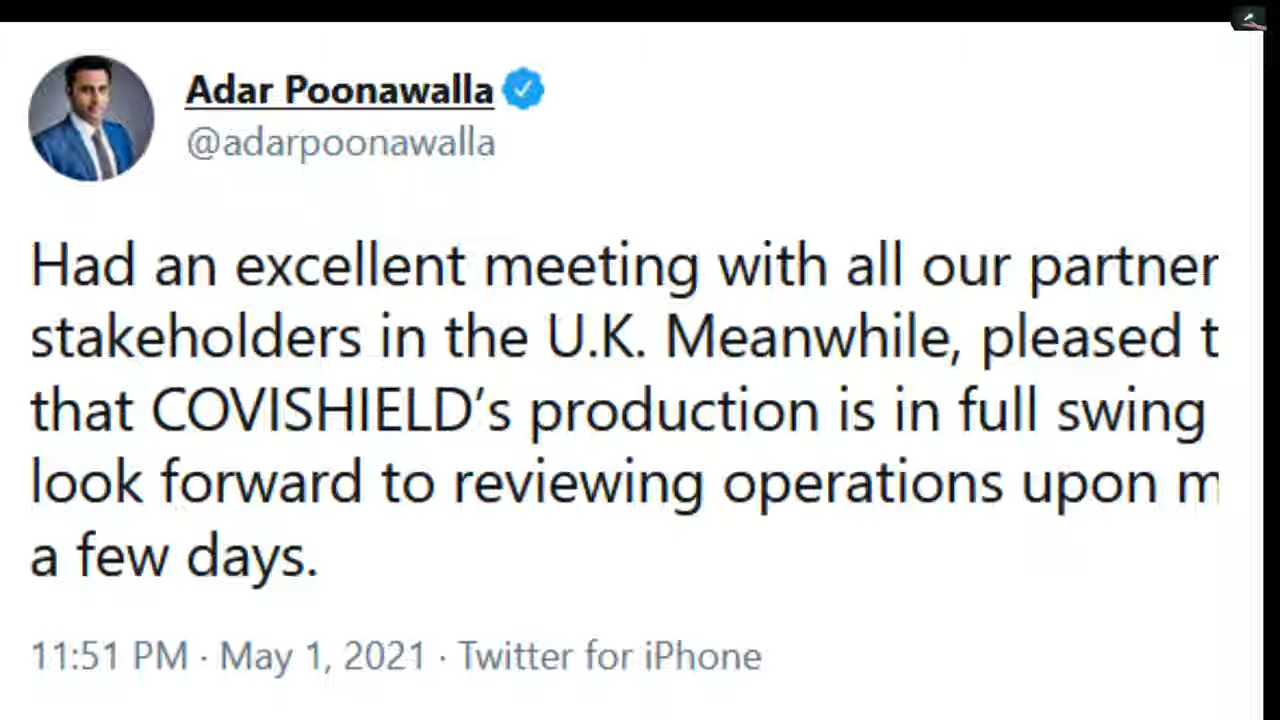 Adar Poonawalla
@adarpoonawalla
Had an excellent meeting with all our partner
stakeholders in the U.K. Meanwhile, pleased t
that COVISHIELD’s production is in full swing
look forward to reviewing operations upon m
a few days.
11:51 PM · May 1, 2021 · Twitter for iPhone